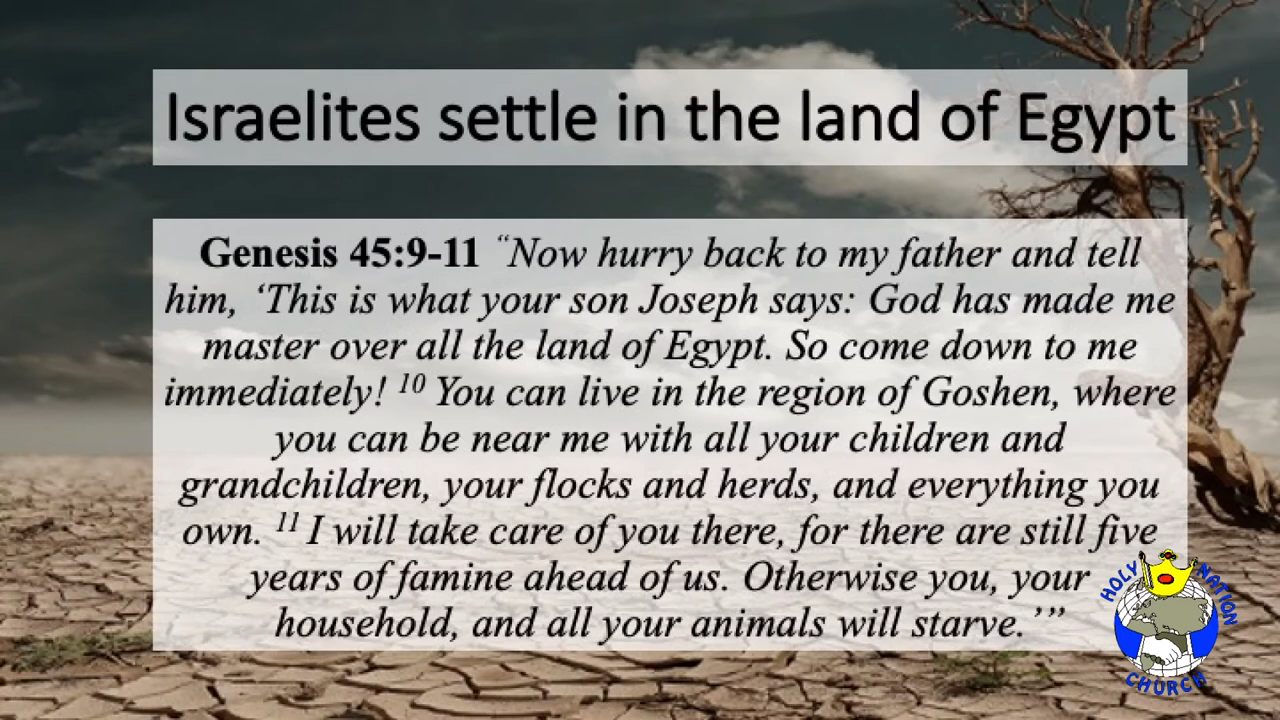 Israelites settle in the land of Egypt
Genesis 45:9-11 “Now hurry back to my father and tell
him, ‘This is what your son Joseph says: God has made me
master over all the land of Egypt. So come down to me
immediately! 10 You can live in the region of Goshen, where
you can be near me with all your children and
grandchildren, your flocks and herds, and everything you
own. 11 I will take care of you there, for there are still five
years of famine ahead of us. Otherwise you, your
household, and all your animals will starve.’”
HOLY NATION
CHURCH